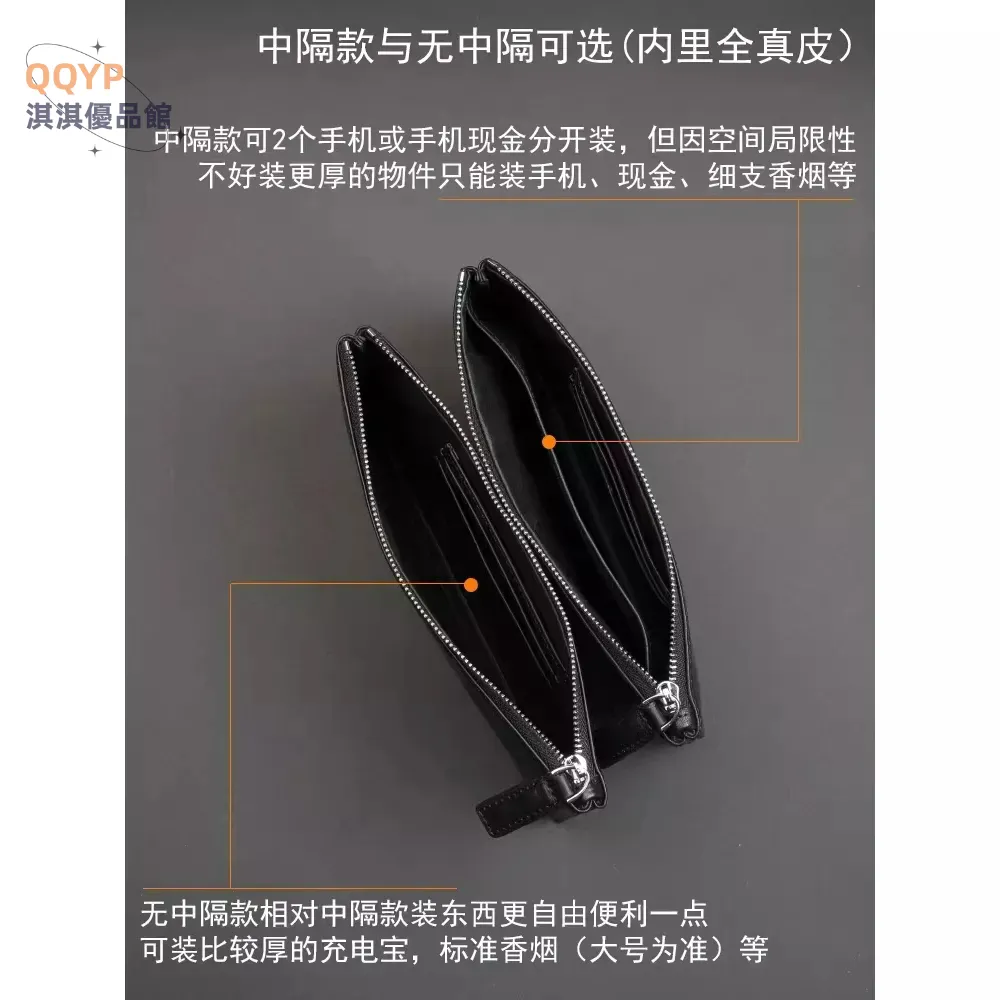 中隔款与无中隔可选(内里全真皮)
QQYP
淇淇優品館
中隔款可2个手机或手机现金分开装，但因空间局限性
不好装更厚的物件只能装手机、现金、细支香烟等
无中隔款相对中隔款装东西更自由便利一点
可装比较厚的充电宝，标准香烟（大号为准）等